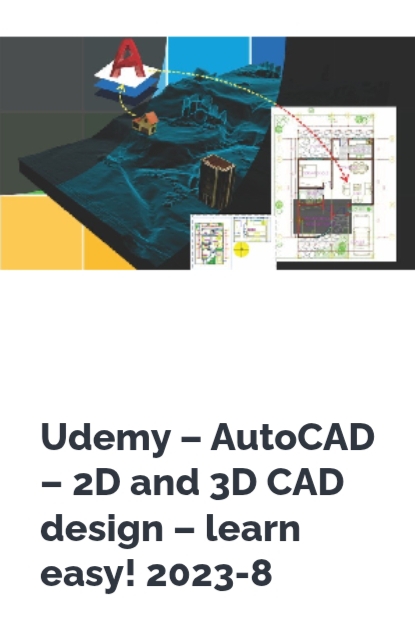 A
Udemy – AutoCAD
– 2D and 3D CAD
design – learn
easy! 2023-8